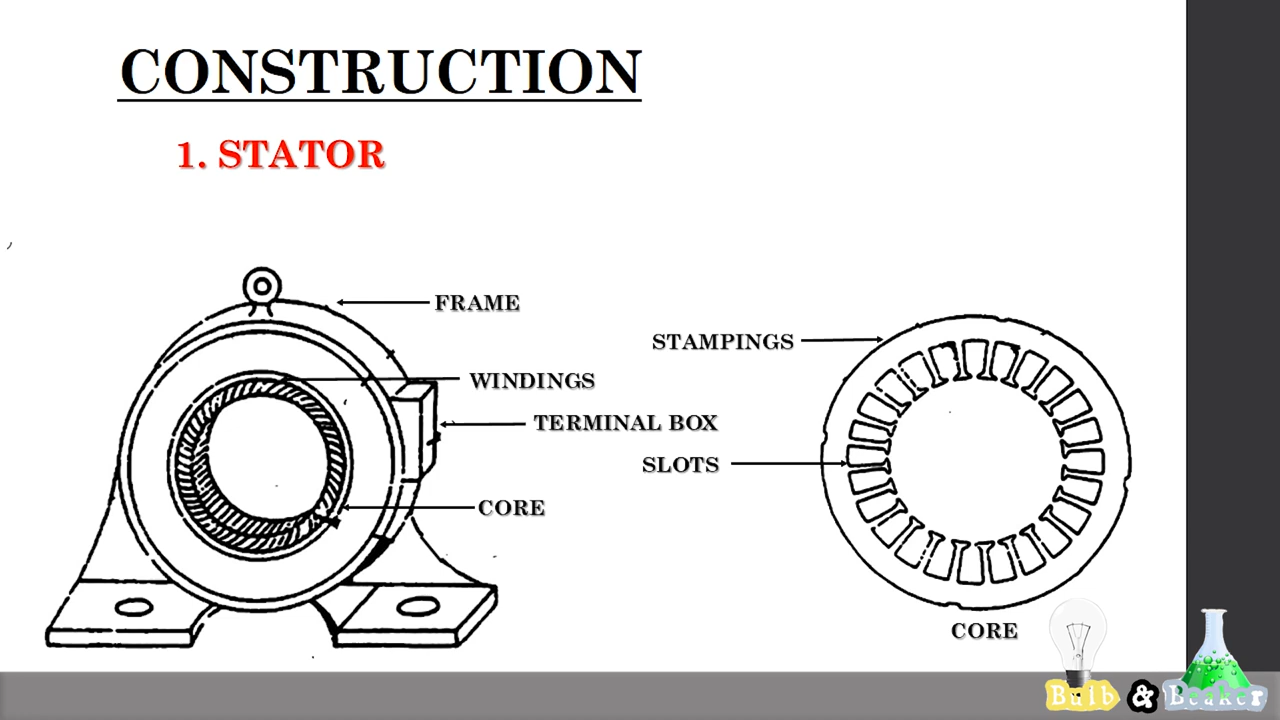 CONSTRUCTION
1. STATOR
FRAME
WINDINGS
TERMINAL BOX
CORE
STAMPINGS
SLOTS
CORE
Bulb & Beaker